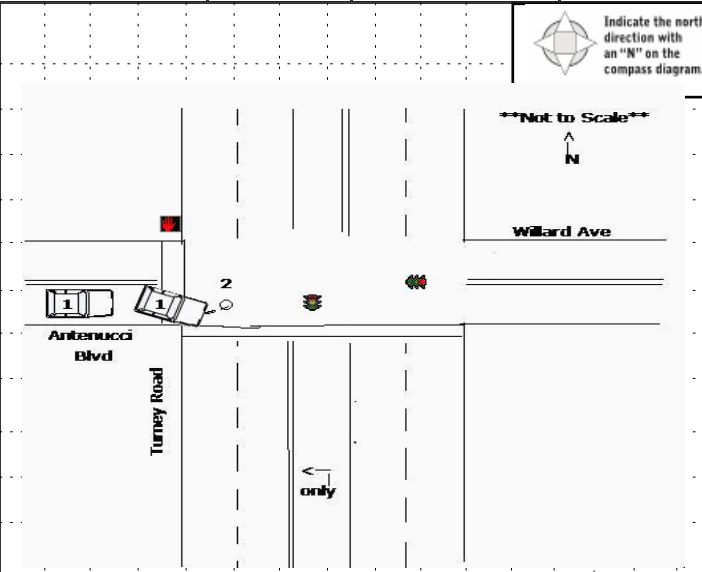 Indicate the north
direction with
an “N” on the
compass diagram.
**Not to Scale**
N
Willard Ave
2
1
1
Antenucci
Blvd
Turney Road
only